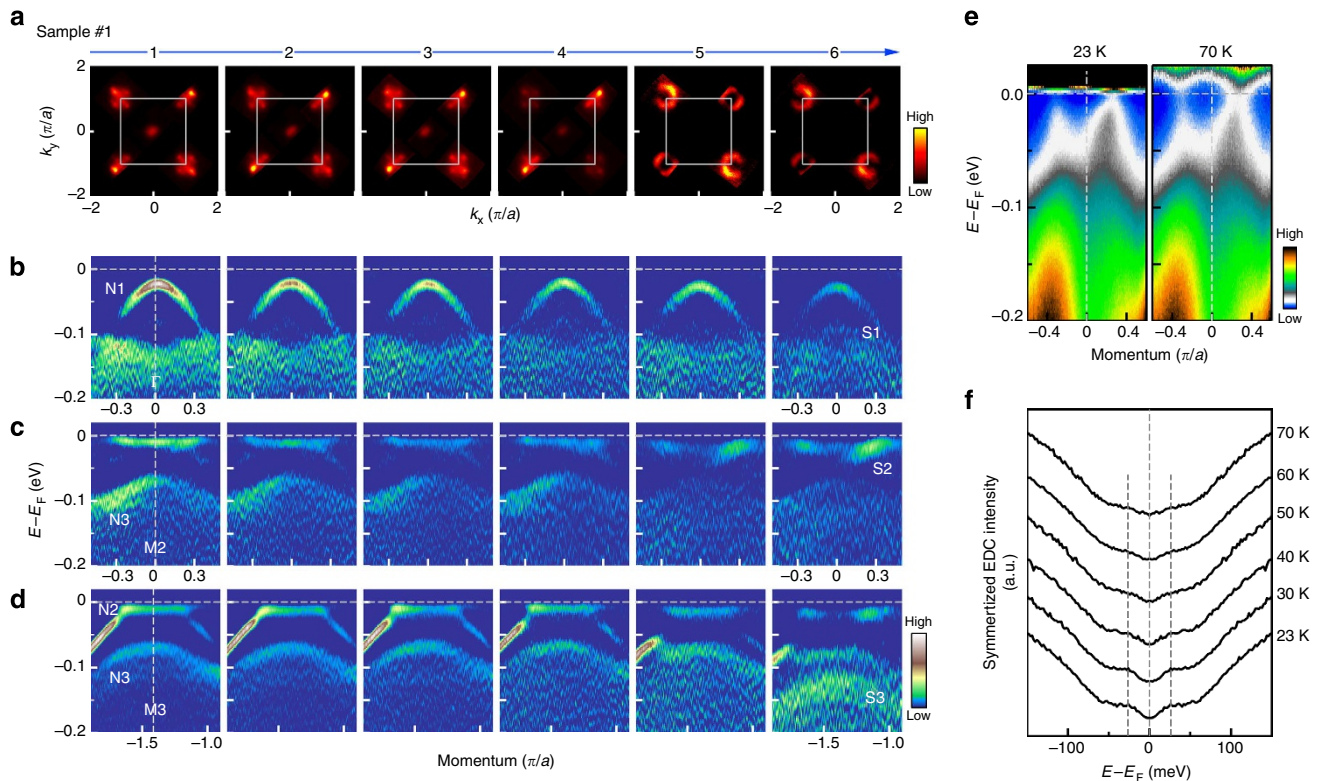 a
Sample #1
1 2 3 4 5 6
2
0
−2
k_y (π/a)
−2 0 2 −2 0 2
k_x (π/a)
High
Low
b
0
−0.1
−0.2
N1
Γ
S1
−0.3 0 0.3 −0.3 0 0.3
c
0
−0.1
−0.2
E−E_F (eV)
N3
M2
S2
−0.3 0 0.3 −0.3 0 0.3
d
0
−0.1
−0.2
N2
N3
M3
S3
High
Low
−1.5 −1.0 −1.5 −1.0
Momentum (π/a)
e
23 K 70 K
0.0
−0.1
−0.2
E−E_F (eV)
High
Low
−0.4 0 0.4 −0.4 0 0.4
Momentum (π/a)
f
70 K
60 K
50 K
40 K
30 K
23 K
Symmertized EDC intensity
(a.u.)
−100 0 100
E−E_F (meV)